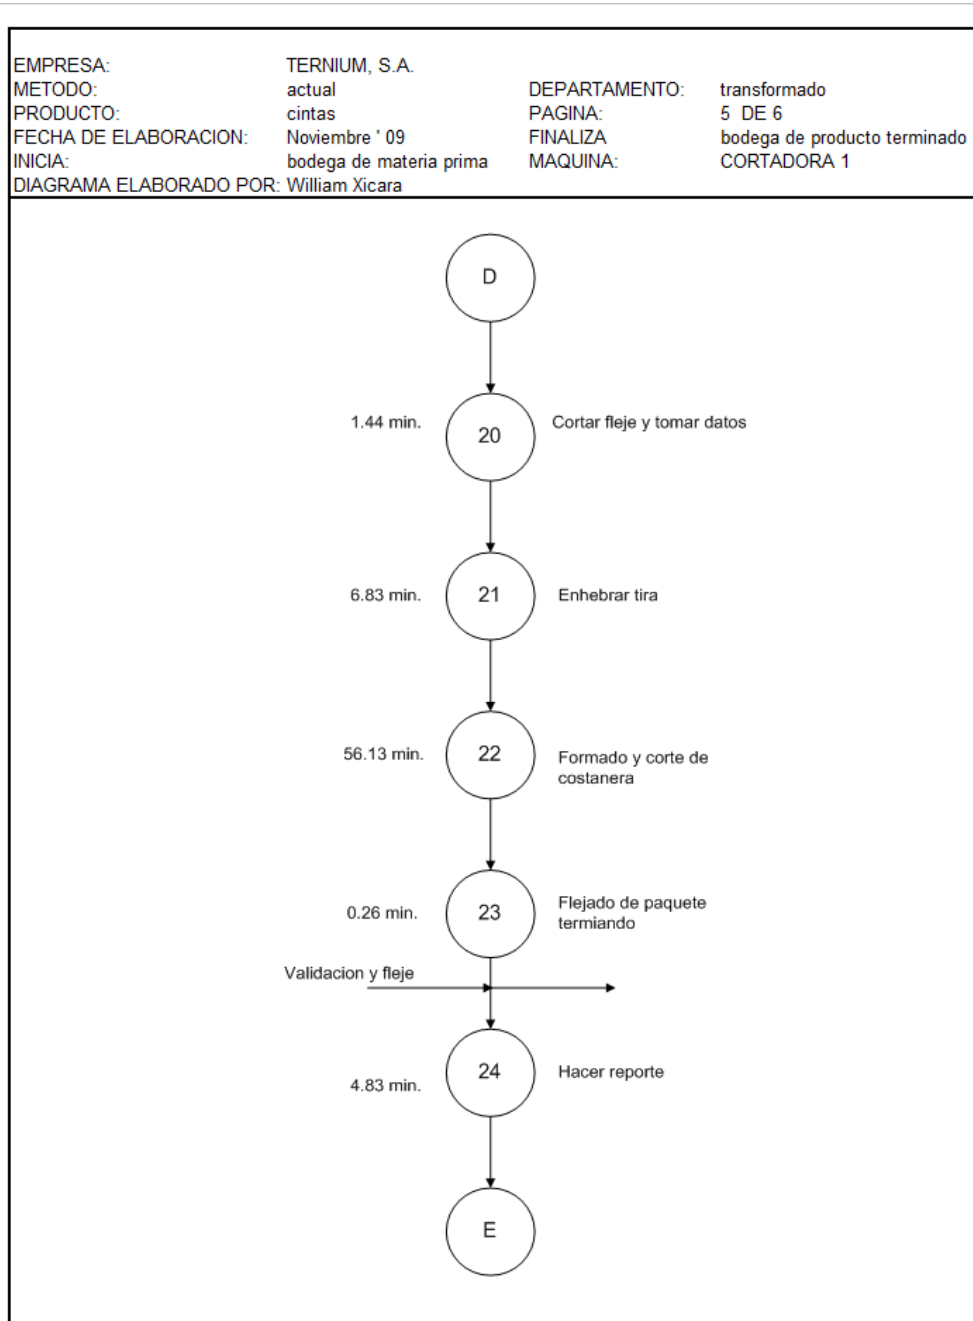 EMPRESA: TERNIUM, S.A.
METODO: actual DEPARTAMENTO: transformado
PRODUCTO: cintas PAGINA: 5 DE 6
FECHA DE ELABORACION: Noviembre ' 09 FINALIZA bodega de producto terminado
INICIA: bodega de materia prima MAQUINA: CORTADORA 1
DIAGRAMA ELABORADO POR: William Xicara
D
1.44 min. 20 Cortar fleje y tomar datos
6.83 min. 21 Enhebrar tira
56.13 min. 22 Formado y corte de
costanera
0.26 min. 23 Flejado de paquete
termiando
Validacion y fleje
4.83 min. 24 Hacer reporte
E